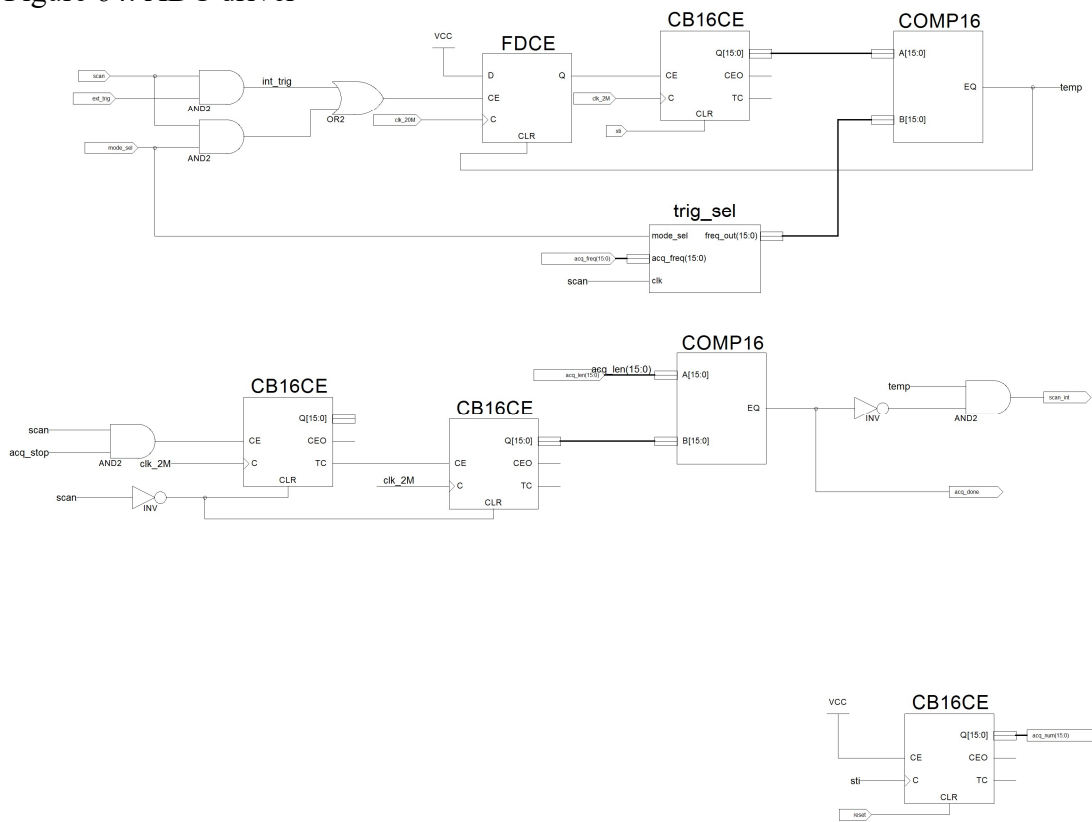 Figure 64. ADC driver
CB16CE
COMP16
VCC
FDCE
Q[15:0]
A[15:0]
scan
D
Q
CE
CEO
EQ
temp
int_trig
ext_trig
AND2
CE
clk_2M
C
TC
OR2
clk_20M
C
CLR
B[15:0]
sti
mode_sel
AND2
CLR
trig_sel
mode_sel
freq_out(15:0)
acq_freq(15:0)
acq_freq(15:0)
scan
clk
COMP16
acq_len(15:0)
acq_len(15:0)
A[15:0]
CB16CE
temp
CB16CE
Q[15:0]
EQ
scan_int
INV
AND2
scan
CE
CEO
Q[15:0]
B[15:0]
acq_stop
AND2
clk_2M
C
TC
CE
CEO
CLR
clk_2M
C
TC
scan
INV
CLR
acq_done
VCC
CB16CE
Q[15:0]
acq_num(15:0)
CE
CEO
sti
C
TC
CLR
reset